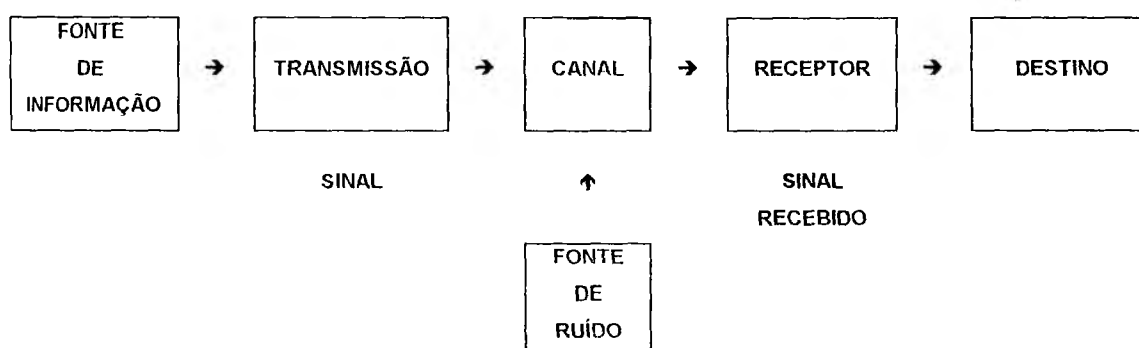 FONTE
DE
INFORMAÇÃO
→ TRANSMISSÃO → CANAL → RECEPTOR → DESTINO
SINAL
↑
SINAL
RECEBIDO
FONTE
DE
RUÍDO